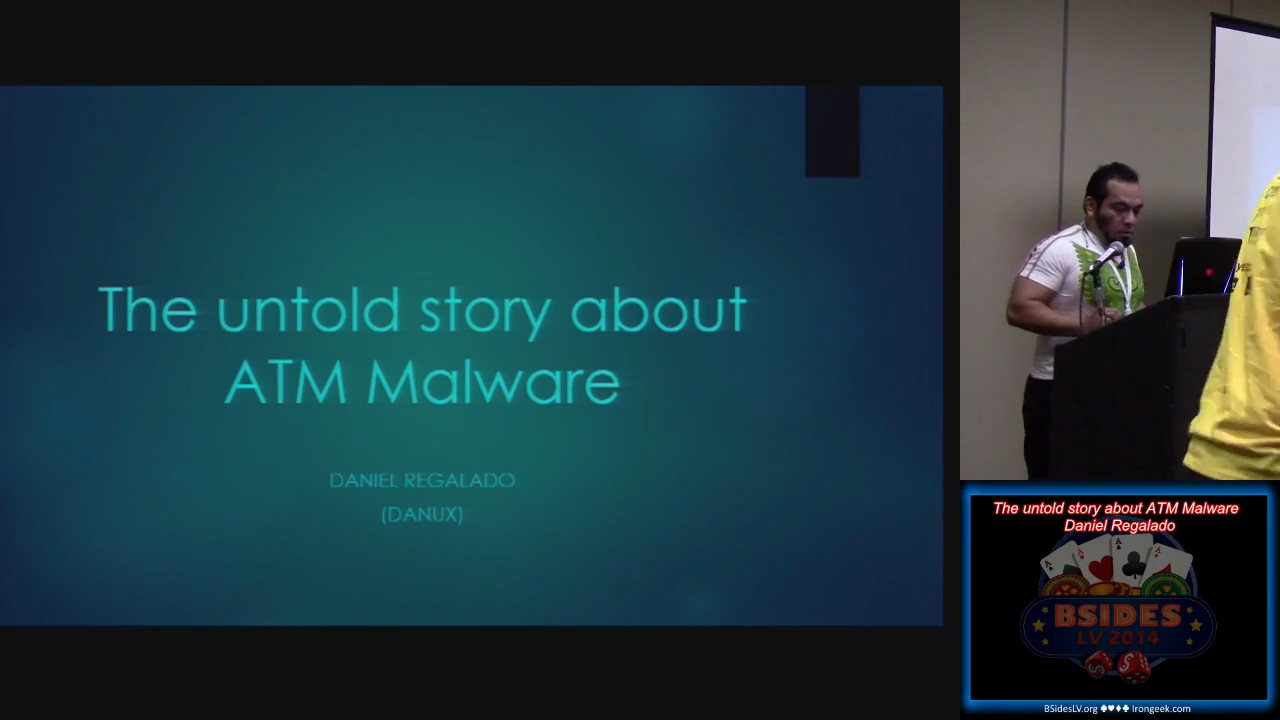 The untold story about
ATM Malware
DANIEL REGALADO
(DANUX)
The untold story about ATM Malware
Daniel Regalado
BSIDES
LV 2014
BSidesLV.org ♠♥♦♣ Irongeek.com